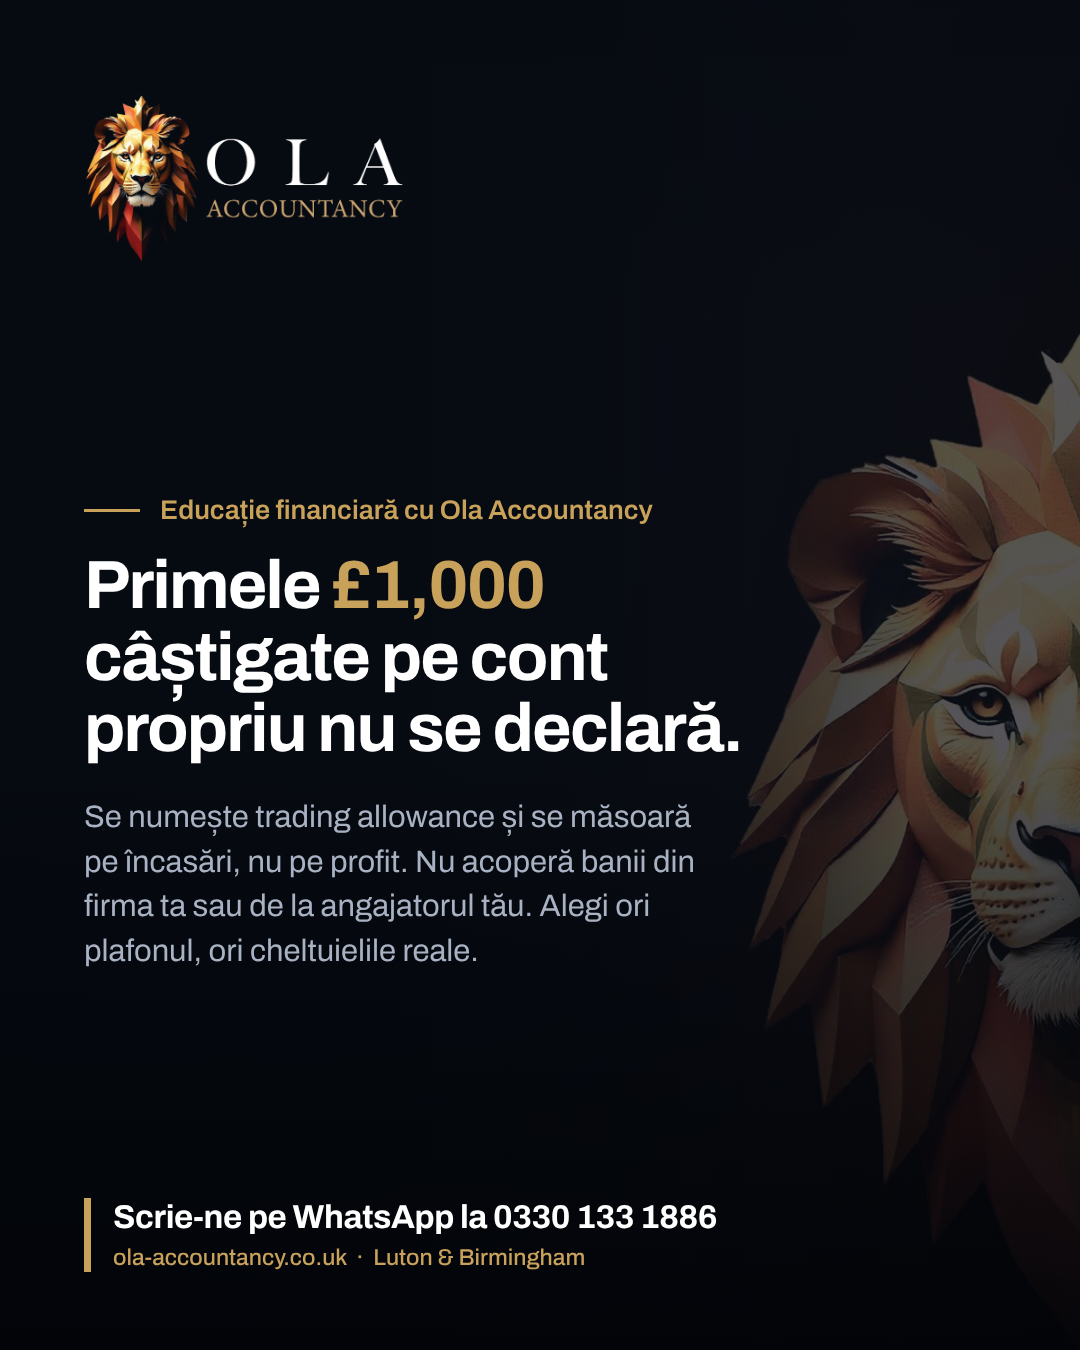 OLA
ACCOUNTANCY
Educație financiară cu Ola Accountancy
Primele £1,000
câștigate pe cont
propriu nu se declară.
Se numește trading allowance și se măsoară
pe încasări, nu pe profit. Nu acoperă banii din
firma ta sau de la angajatorul tău. Alegi ori
plafonul, ori cheltuielile reale.
Scrie-ne pe WhatsApp la 0330 133 1886
ola-accountancy.co.uk · Luton & Birmingham